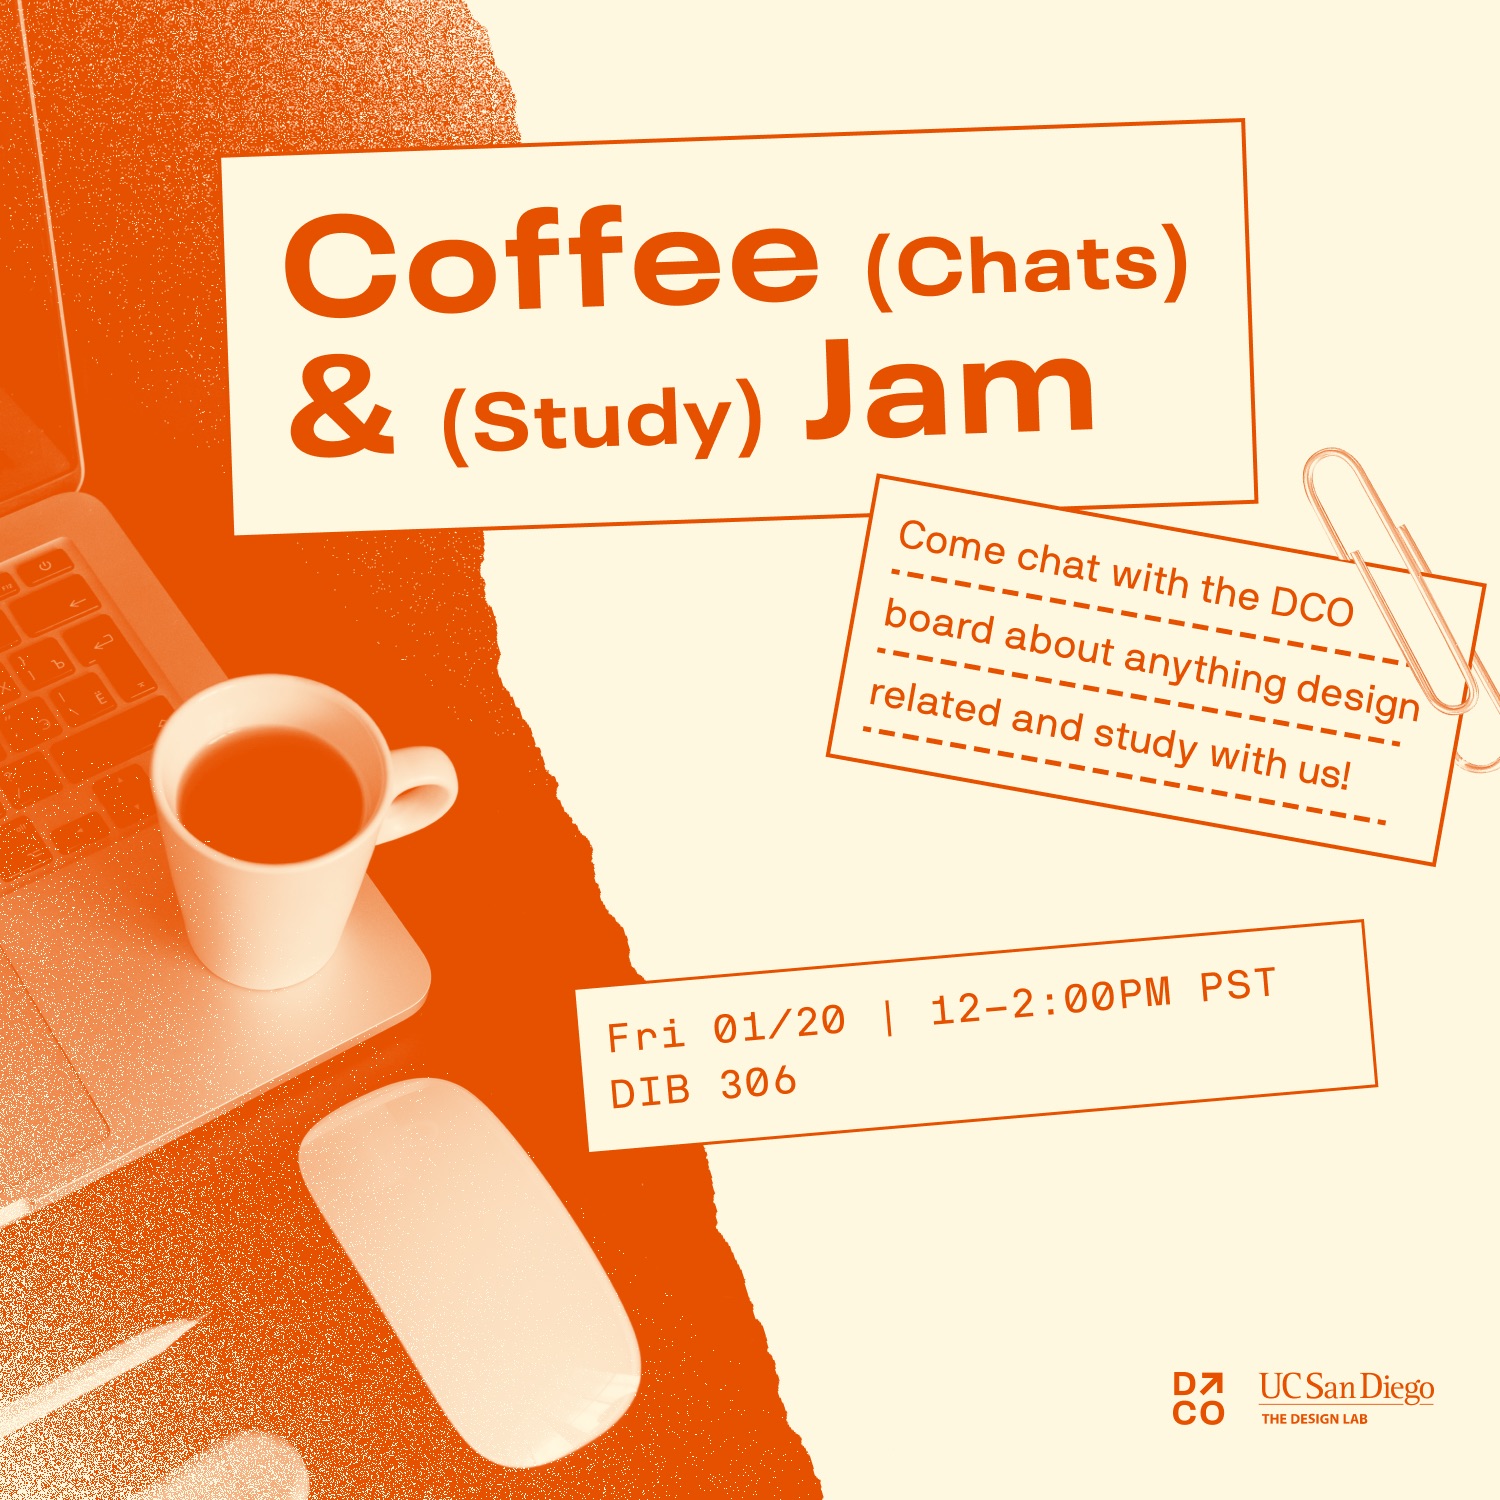 Coffee (Chats)
& (Study) Jam
Come chat with the DCO
board about anything design
related and study with us!
Fri 01/20 | 12–2:00PM PST
DIB 306
D↗
CO
UC San Diego
THE DESIGN LAB